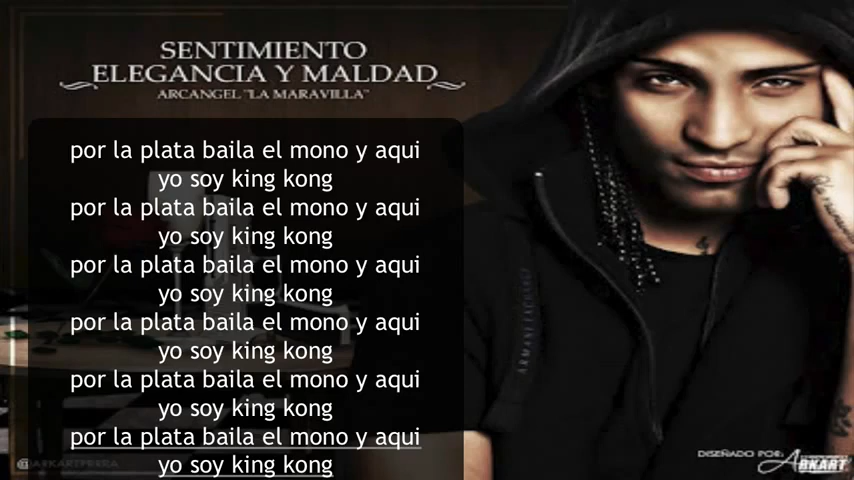 SENTIMIENTO
ELEGANCIA Y MALDAD
ARCANGEL "LA MARAVILLA"
por la plata baila el mono y aqui
yo soy king kong
por la plata baila el mono y aqui
yo soy king kong
por la plata baila el mono y aqui
yo soy king kong
por la plata baila el mono y aqui
yo soy king kong
por la plata baila el mono y aqui
yo soy king kong
por la plata baila el mono y aqui
yo soy king kong
DISEÑADO POR:
ARKART